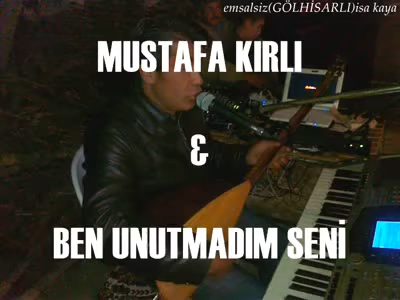 emsalsiz(GÖLHİSARLI)isa kaya
MUSTAFA KIRLI
&
BEN UNUTMADIM SENİ